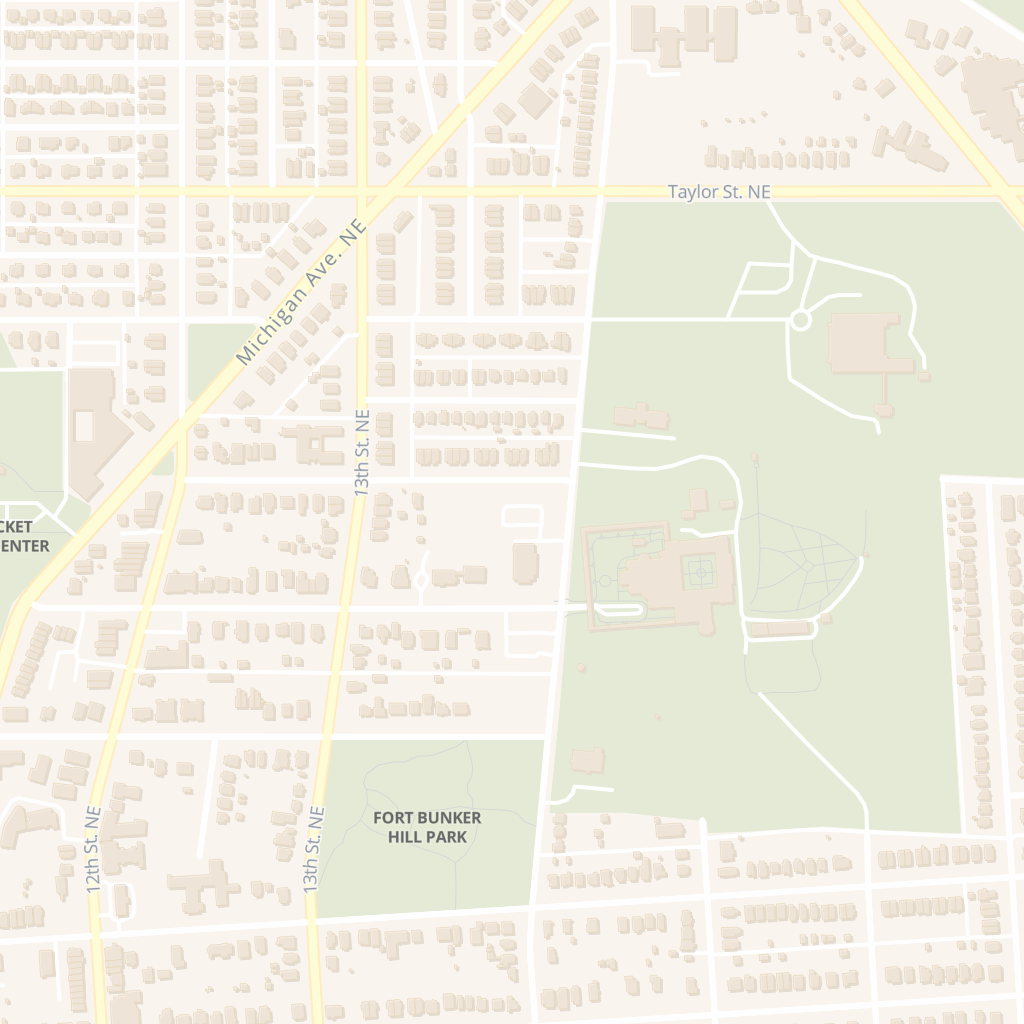 Taylor St. NE
Michigan Ave. NE
13th St. NE
CKET
ENTER
FORT BUNKER
HILL PARK
12th St. NE
13th St. NE